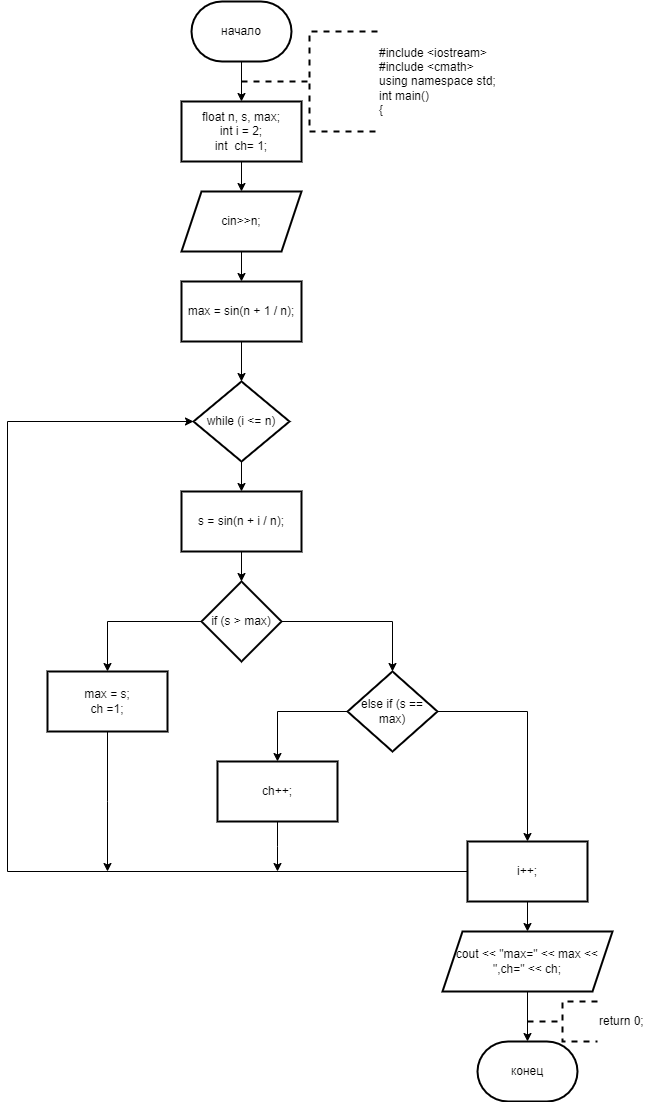 начало
#include <iostream>
#include <cmath>
using namespace std;
int main()
{
float n, s, max;
int i = 2;
int  ch= 1;
cin>>n;
max = sin(n + 1 / n);
while (i <= n)
s = sin(n + i / n);
if (s > max)
max = s;
ch =1;
else if (s ==
max)
ch++;
i++;
cout << "max=" << max <<
",ch=" << ch;
return 0;
конец